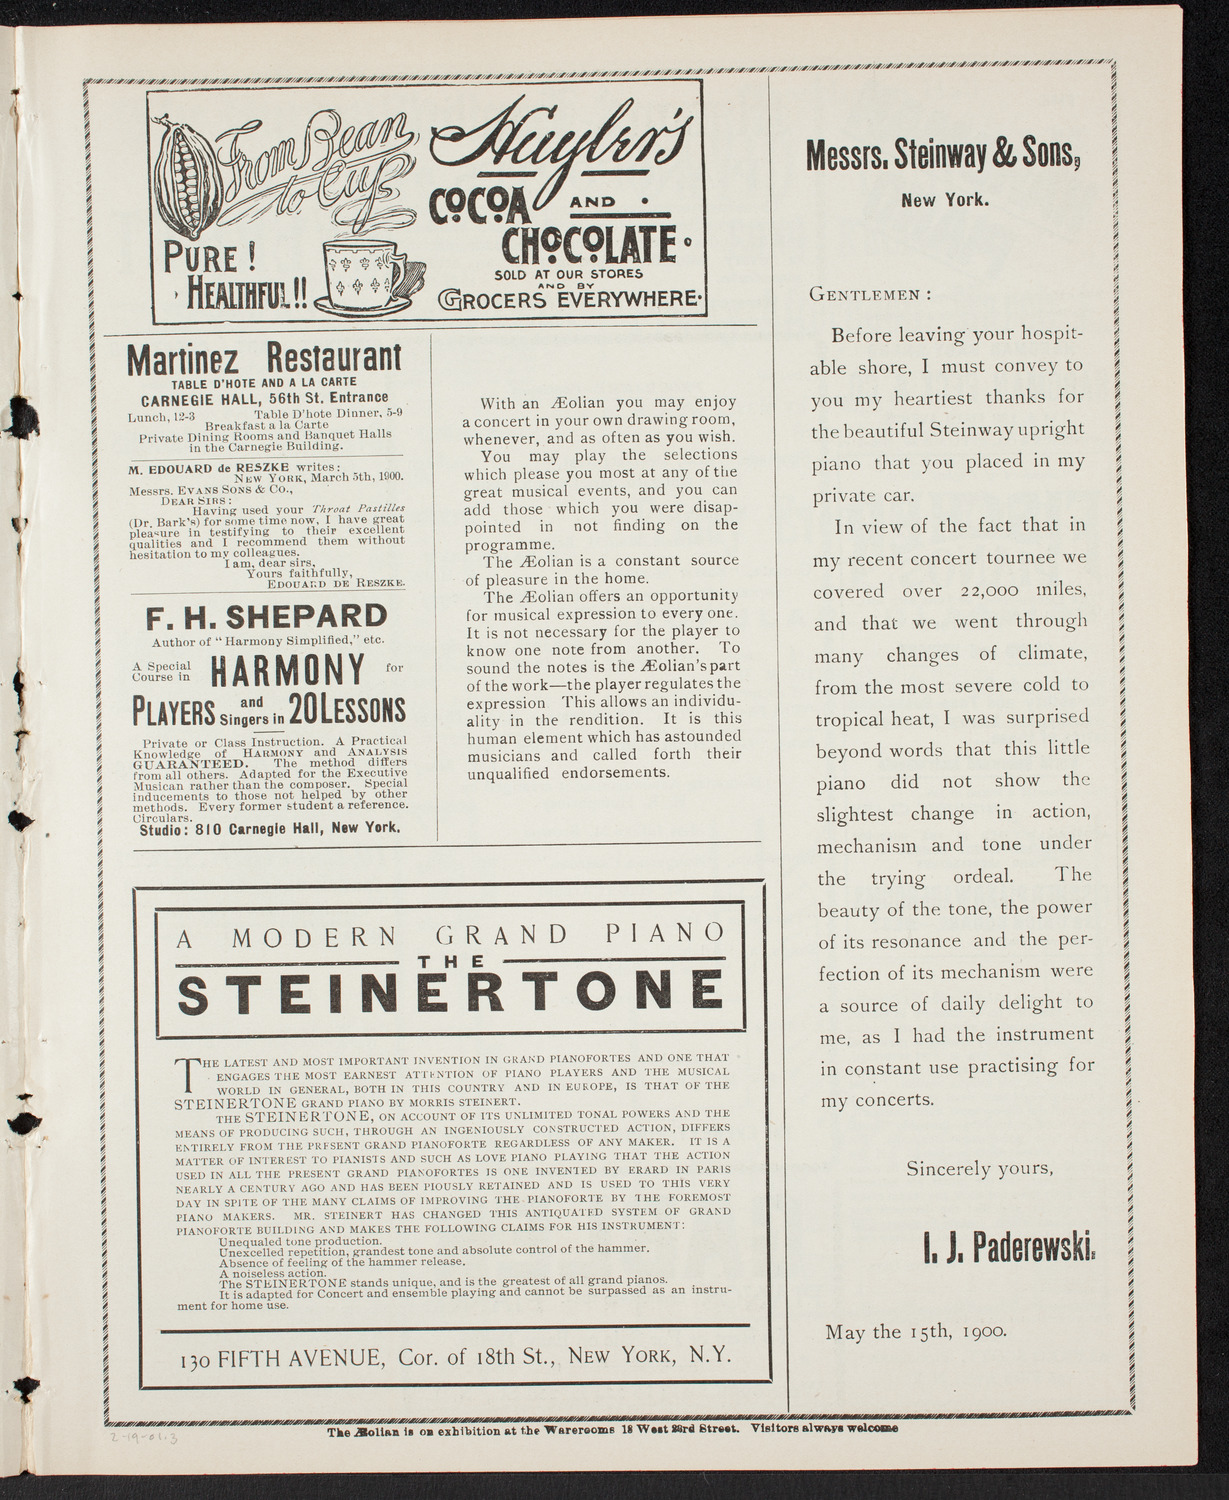 From Bean
to Cup
PURE!
HEALTHFUL!!
Huyler's
COCOA AND
CHOCOLATE
SOLD AT OUR STORES
AND BY
GROCERS EVERYWHERE
Martinez Restaurant
TABLE D'HOTE AND A LA CARTE
CARNEGIE HALL, 56th St. Entrance
Lunch, 12-3 Table D'hote Dinner, 5-9
Breakfast a la Carte
Private Dining Rooms and Banquet Halls
in the Carnegie Building.
M. EDOUARD de RESZKE writes:
NEW YORK, March 5th, 1900.
Messrs. EVANS SONS & Co.,
DEAR SIRS:
Having used your Throat Pastilles
(Dr. Bark's) for some time now, I have great
pleasure in testifying to their excellent
qualities and I recommend them without
hesitation to my colleagues.
I am, dear sirs,
Yours faithfully,
EDOUARD DE RESZKE.
F. H. SHEPARD
Author of "Harmony Simplified," etc.
A Special
Course in HARMONY for
PLAYERS and
Singers in 20 LESSONS
Private or Class Instruction. A Practical
Knowledge of HARMONY and ANALYSIS
GUARANTEED. The method differs
from all others. Adapted for the Executive
Musican rather than the composer. Special
inducements to those not helped by other
methods. Every former student a reference.
Circulars.
Studio: 810 Carnegie Hall, New York.
With an Æolian you may enjoy
a concert in your own drawing room,
whenever, and as often as you wish.
You may play the selections
which please you most at any of the
great musical events, and you can
add those which you were disap-
pointed in not finding on the
programme.
The Æolian is a constant source
of pleasure in the home.
The Æolian offers an opportunity
for musical expression to every one.
It is not necessary for the player to
know one note from another. To
sound the notes is the Æolian's part
of the work—the player regulates the
expression This allows an individu-
ality in the rendition. It is this
human element which has astounded
musicians and called forth their
unqualified endorsements.
A MODERN GRAND PIANO
THE
STEINERTONE
THE LATEST AND MOST IMPORTANT INVENTION IN GRAND PIANOFORTES AND ONE THAT
ENGAGES THE MOST EARNEST ATTENTION OF PIANO PLAYERS AND THE MUSICAL
WORLD IN GENERAL, BOTH IN THIS COUNTRY AND IN EUROPE, IS THAT OF THE
STEINERTONE GRAND PIANO BY MORRIS STEINERT.
THE STEINERTONE, ON ACCOUNT OF ITS UNLIMITED TONAL POWERS AND THE
MEANS OF PRODUCING SUCH, THROUGH AN INGENIOUSLY CONSTRUCTED ACTION, DIFFERS
ENTIRELY FROM THE PRESENT GRAND PIANOFORTE REGARDLESS OF ANY MAKER. IT IS A
MATTER OF INTEREST TO PIANISTS AND SUCH AS LOVE PIANO PLAYING THAT THE ACTION
USED IN ALL THE PRESENT GRAND PIANOFORTES IS ONE INVENTED BY ERARD IN PARIS
NEARLY A CENTURY AGO AND HAS BEEN PIOUSLY RETAINED AND IS USED TO THIS VERY
DAY IN SPITE OF THE MANY CLAIMS OF IMPROVING THE PIANOFORTE BY THE FOREMOST
PIANO MAKERS. MR. STEINERT HAS CHANGED THIS ANTIQUATED SYSTEM OF GRAND
PIANOFORTE BUILDING AND MAKES THE FOLLOWING CLAIMS FOR HIS INSTRUMENT:
Unequaled tone production.
Unexcelled repetition, grandest tone and absolute control of the hammer.
Absence of feeling of the hammer release.
A noiseless action.
The STEINERTONE stands unique, and is the greatest of all grand pianos.
It is adapted for Concert and ensemble playing and cannot be surpassed as an instru-
ment for home use.
130 FIFTH AVENUE, Cor. of 18th St., NEW YORK, N.Y.
Messrs. Steinway & Sons,
New York.
GENTLEMEN:
Before leaving your hospit-
able shore, I must convey to
you my heartiest thanks for
the beautiful Steinway upright
piano that you placed in my
private car.
In view of the fact that in
my recent concert tournee we
covered over 22,000 miles,
and that we went through
many changes of climate,
from the most severe cold to
tropical heat, I was surprised
beyond words that this little
piano did not show the
slightest change in action,
mechanism and tone under
the trying ordeal. The
beauty of the tone, the power
of its resonance and the per-
fection of its mechanism were
a source of daily delight to
me, as I had the instrument
in constant use practising for
my concerts.
Sincerely yours,
I. J. Paderewski.
May the 15th, 1900.
The Æolian is on exhibition at the Warerooms 18 West 23rd Street. Visitors always welcome
2-19-01.3